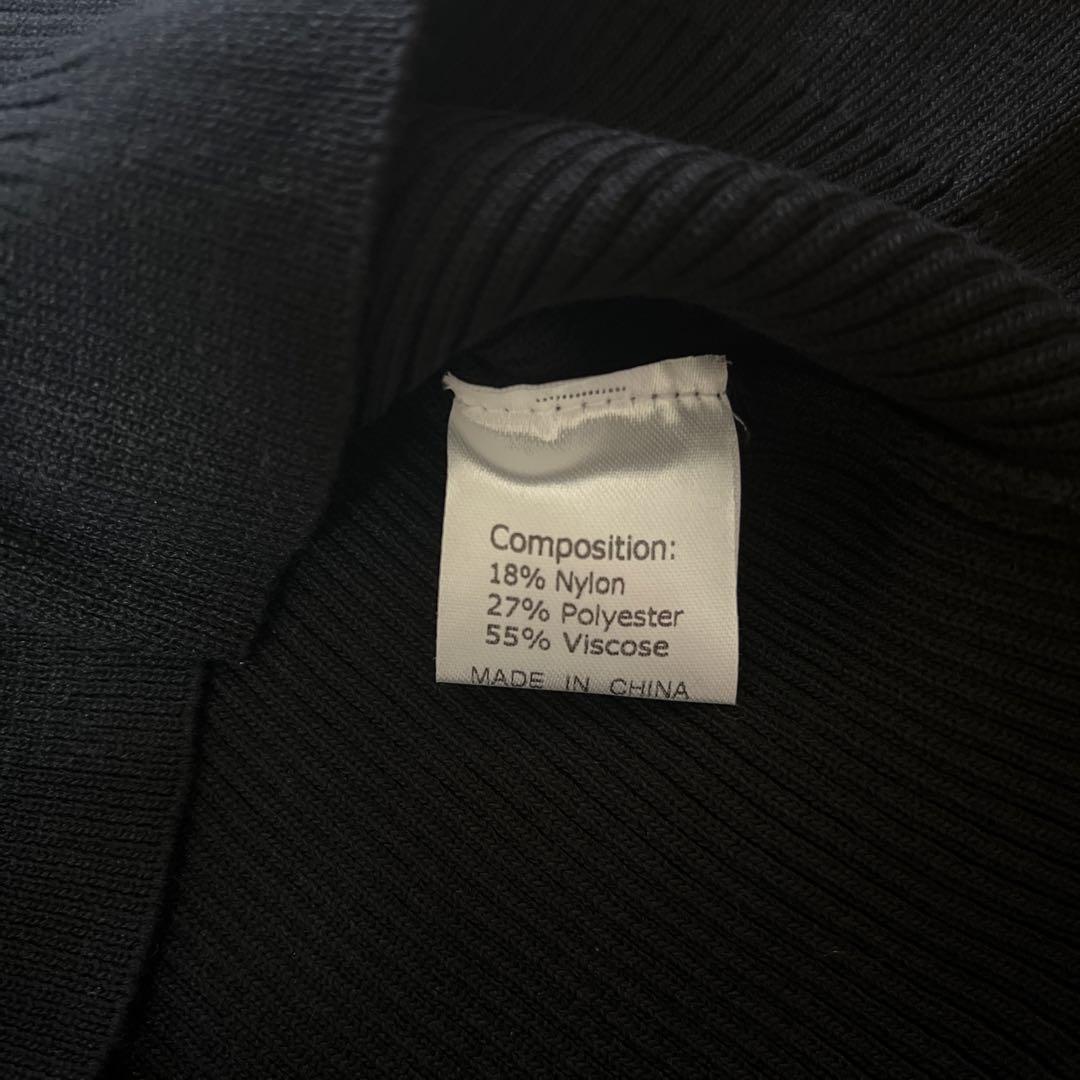 Composition:
18% Nylon
27% Polyester
55% Viscose
MADE IN CHINA